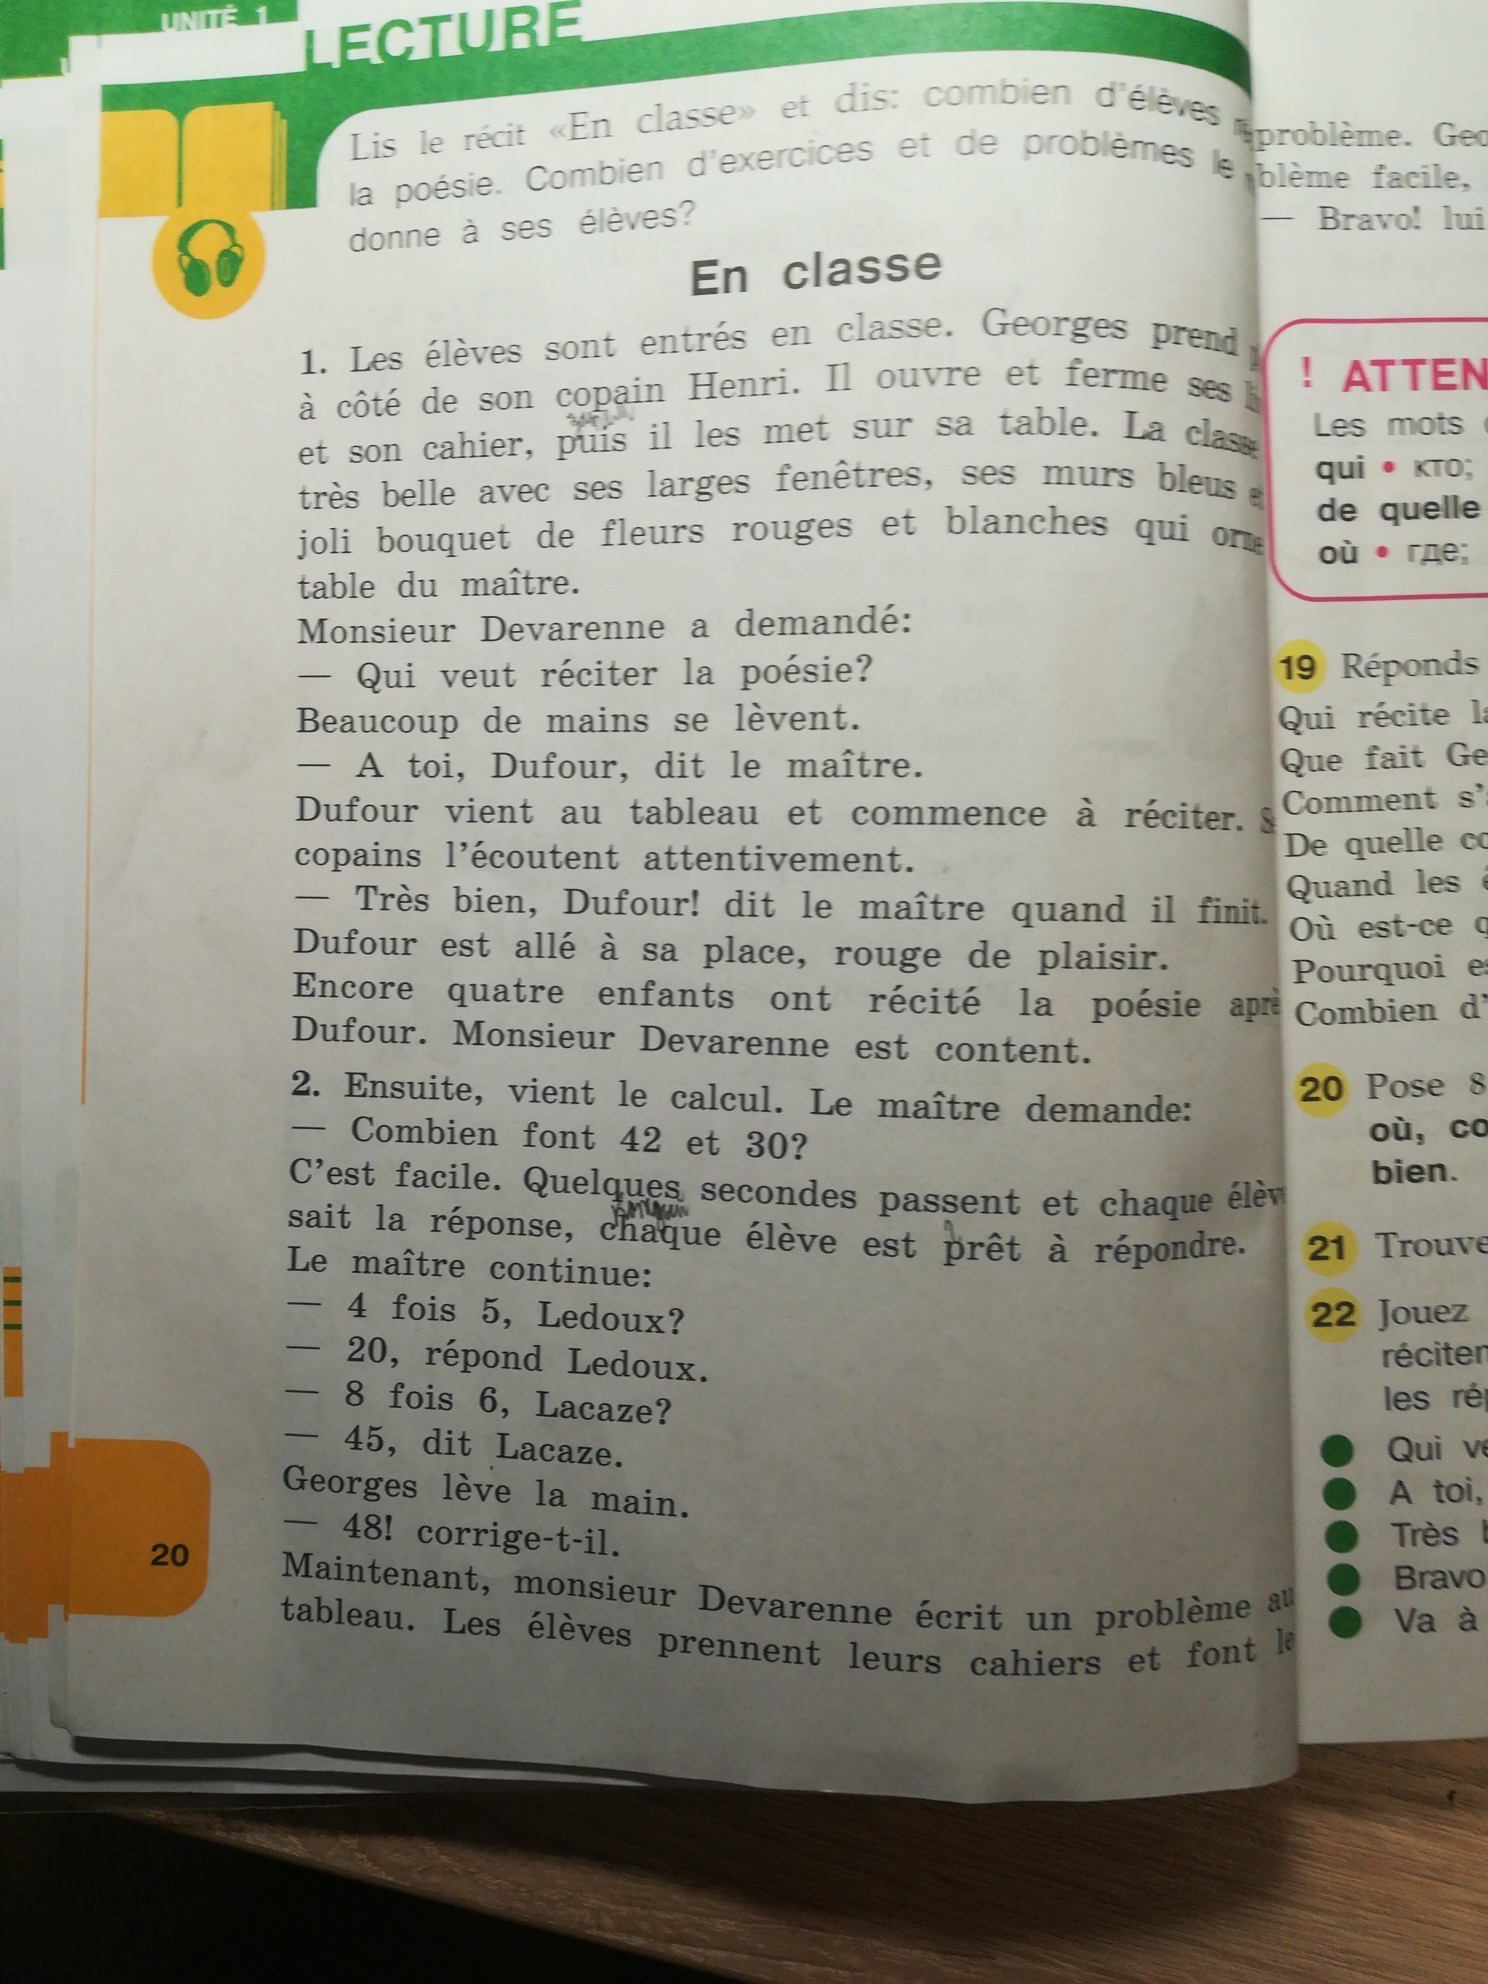 UNITÉ 1
LECTURE
Lis le récit «En classe» et dis: combien d'élèves
la poésie. Combien d'exercices et de problèmes le
donne à ses élèves?
En classe
1. Les élèves sont entrés en classe. Georges prend
à côté de son copain Henri. Il ouvre et ferme ses
et son cahier, puis il les met sur sa table. La classe
très belle avec ses larges fenêtres, ses murs bleus
joli bouquet de fleurs rouges et blanches qui orne
table du maître.
Monsieur Devarenne a demandé:
— Qui veut réciter la poésie?
Beaucoup de mains se lèvent.
— A toi, Dufour, dit le maître.
Dufour vient au tableau et commence à réciter.
copains l'écoutent attentivement.
— Très bien, Dufour! dit le maître quand il finit.
Dufour est allé à sa place, rouge de plaisir.
Encore quatre enfants ont récité la poésie
Dufour. Monsieur Devarenne est content.
2. Ensuite, vient le calcul. Le maître demande:
— Combien font 42 et 30?
C'est facile. Quelques secondes passent et chaque
sait la réponse, chaque élève est prêt à répondre.
Le maître continue:
— 4 fois 5, Ledoux?
— 20, répond Ledoux.
— 8 fois 6, Lacaze?
— 45, dit Lacaze.
Georges lève la main.
— 48! corrige-t-il.
Maintenant, monsieur Devarenne écrit un problème au
tableau. Les élèves prennent leurs cahiers et font le
20
problème.
blème facile,
— Bravo! lui
! ATTEN
Les mots
qui • кто;
de quelle
où • где;
19 Réponds
Qui récite
Que fait Ge
Comment s'
De quelle
Quand les
Où est-ce
Pourquoi
Combien d'
20 Pose 8
où, co
bien.
21 Trouve
22 Jouez
réciten
les
Qui
A toi,
Très
Bravo
Va à